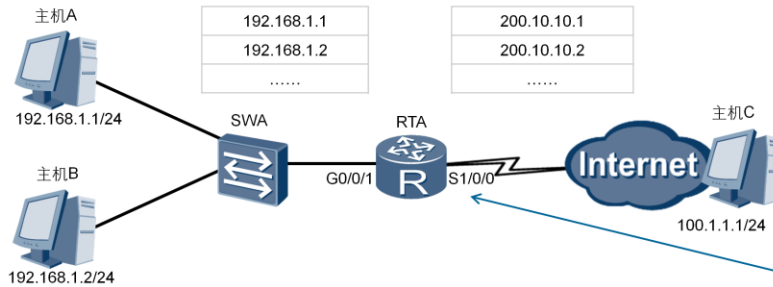 主机A
192.168.1.1/24
192.168.1.1
192.168.1.2
……
200.10.10.1
200.10.10.2
……
SWA
RTA
主机C
G0/0/1
R
S1/0/0
Internet
100.1.1.1/24
主机B
192.168.1.2/24